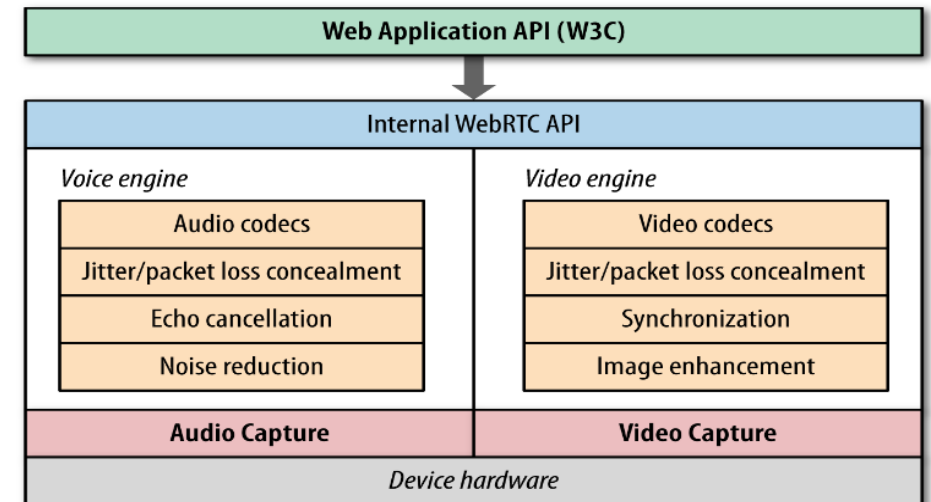 Web Application API (W3C)
Internal WebRTC API
Voice engine
Audio codecs
Jitter/packet loss concealment
Echo cancellation
Noise reduction
Video engine
Video codecs
Jitter/packet loss concealment
Synchronization
Image enhancement
Audio Capture
Video Capture
Device hardware